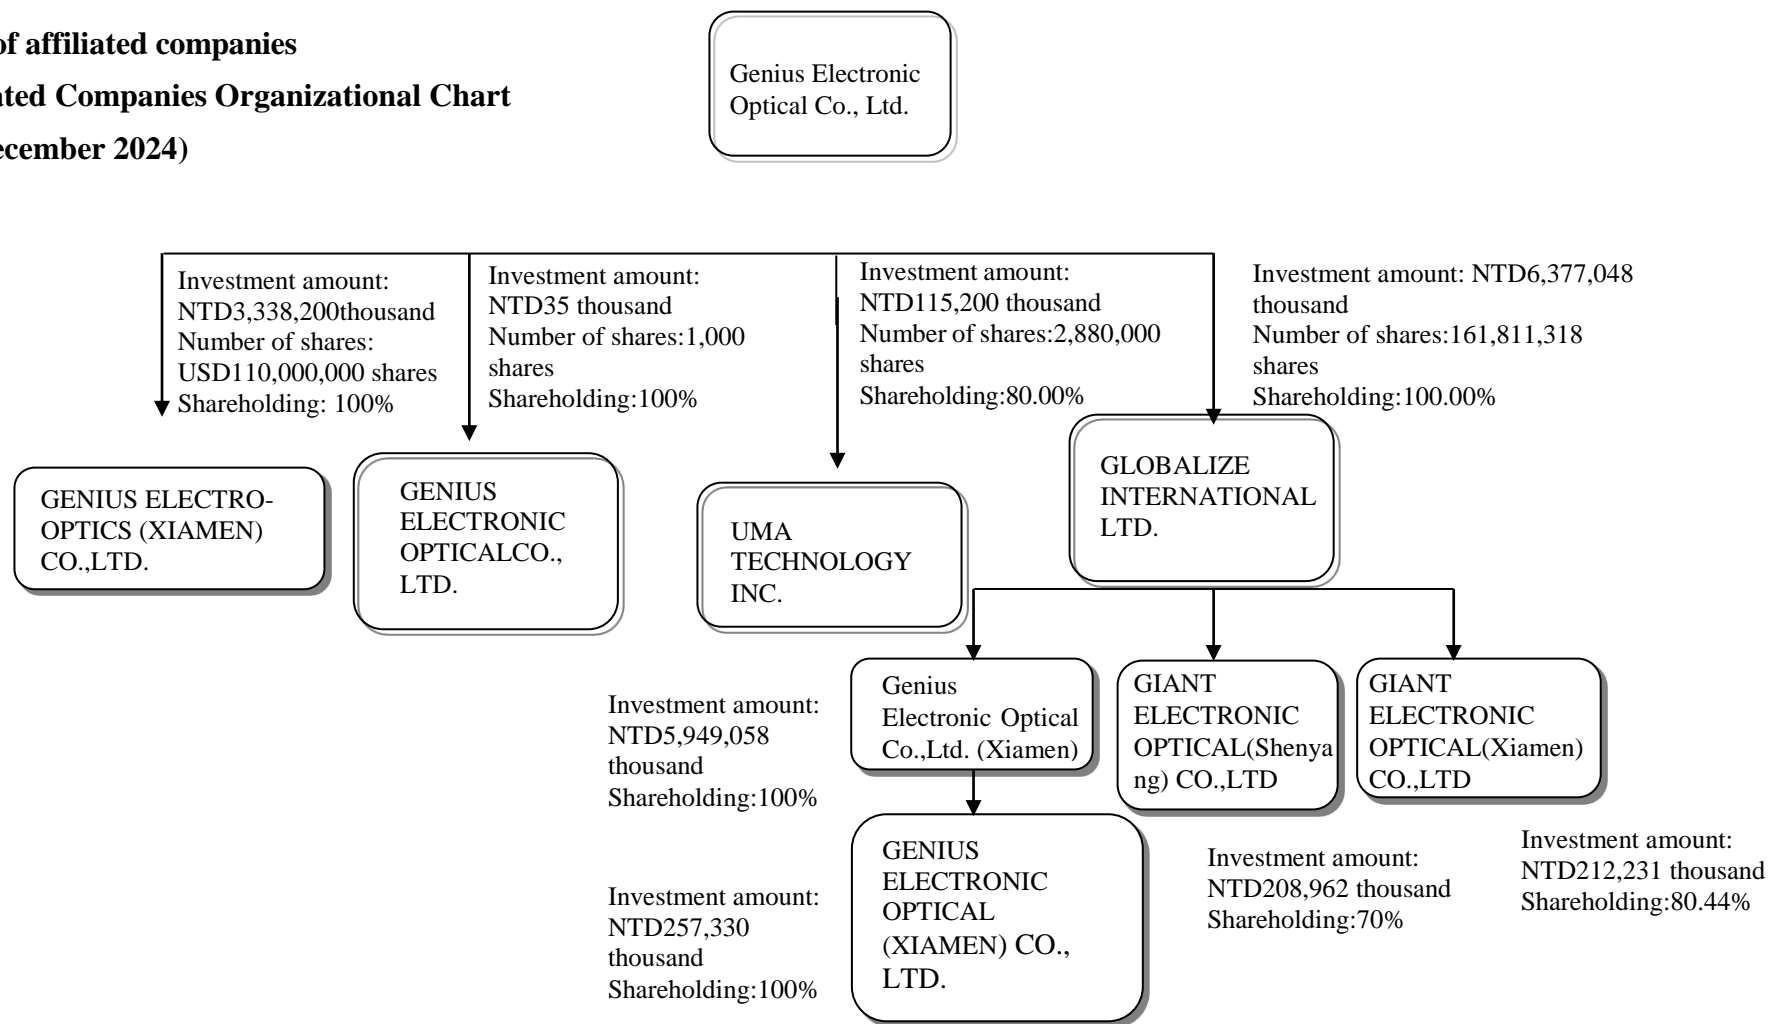 of affiliated companies
ated Companies Organizational Chart
ecember 2024)
Genius Electronic
Optical Co., Ltd.
Investment amount:
NTD3,338,200thousand
Number of shares:
USD110,000,000 shares
Shareholding: 100%
Investment amount:
NTD35 thousand
Number of shares:1,000
shares
Shareholding:100%
Investment amount:
NTD115,200 thousand
Number of shares:2,880,000
shares
Shareholding:80.00%
Investment amount: NTD6,377,048
thousand
Number of shares:161,811,318
shares
Shareholding:100.00%
GENIUS ELECTRO-
OPTICS (XIAMEN)
CO.,LTD.
GENIUS
ELECTRONIC
OPTICALCO.,
LTD.
UMA
TECHNOLOGY
INC.
GLOBALIZE
INTERNATIONAL
LTD.
Investment amount:
NTD5,949,058
thousand
Shareholding:100%
Genius
Electronic Optical
Co.,Ltd. (Xiamen)
GIANT
ELECTRONIC
OPTICAL(Shenya
ng) CO.,LTD
GIANT
ELECTRONIC
OPTICAL(Xiamen)
CO.,LTD
Investment amount:
NTD257,330
thousand
Shareholding:100%
GENIUS
ELECTRONIC
OPTICAL
(XIAMEN) CO.,
LTD.
Investment amount:
NTD208,962 thousand
Shareholding:70%
Investment amount:
NTD212,231 thousand
Shareholding:80.44%